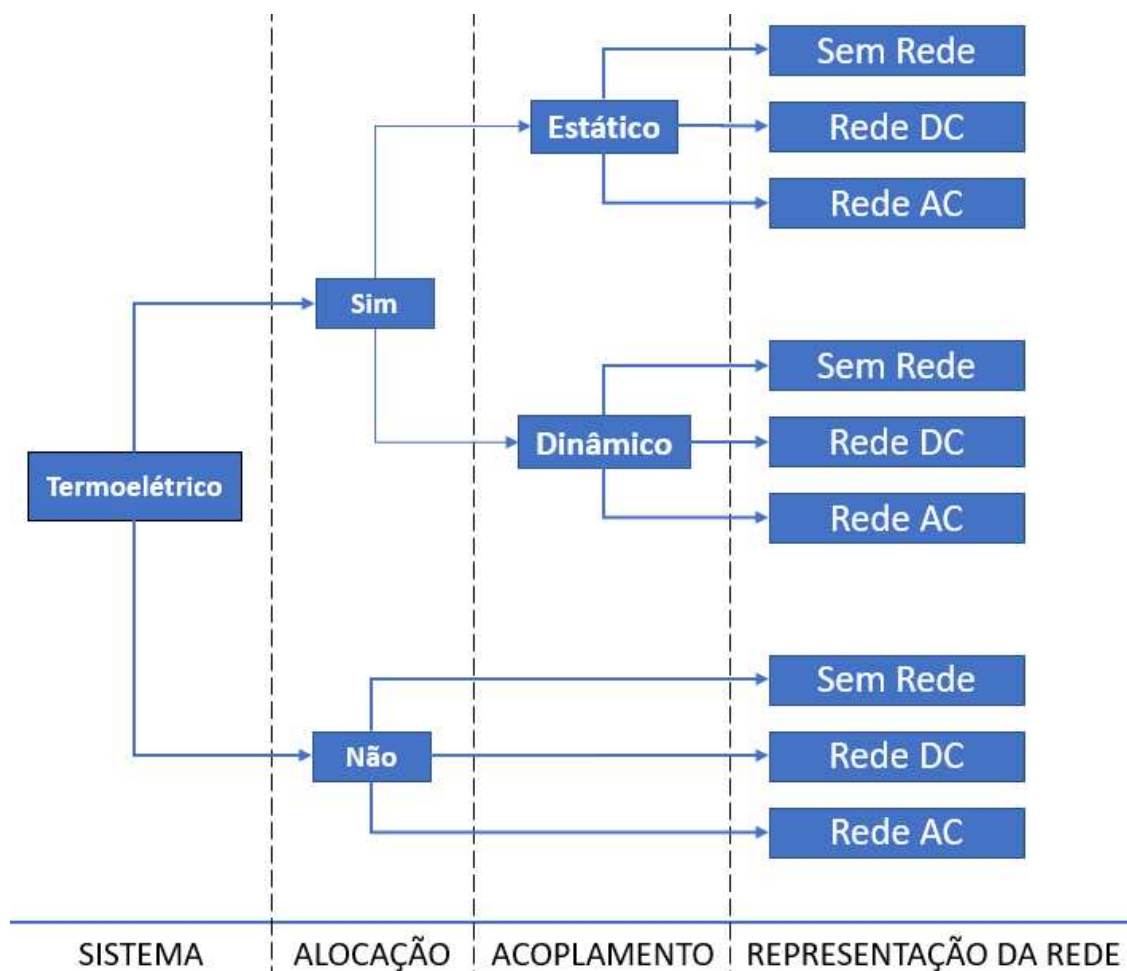 Sem Rede
Estático
Rede DC
Rede AC
Sim
Sem Rede
Dinâmico
Rede DC
Termoelétrico
Rede AC
Sem Rede
Não
Rede DC
Rede AC
SISTEMA
ALOCAÇÃO
ACOPLAMENTO
REPRESENTAÇÃO DA REDE